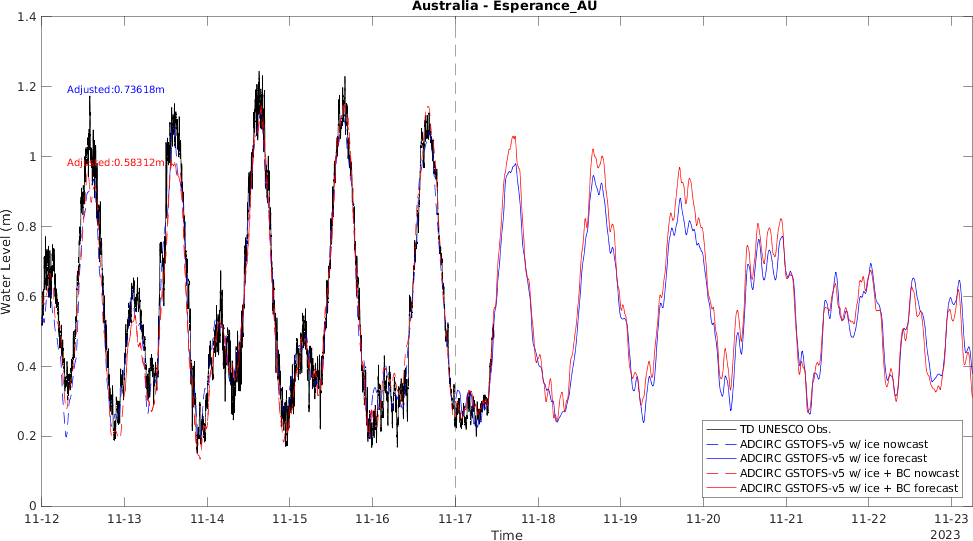 Australia - Esperance_AU
1.4
1.2
1
0.8
0.6
0.4
0.2
0
Water Level (m)
Adjusted:0.73618m
Adjusted:0.58312m
TD UNESCO Obs.
ADCIRC GSTOFS-v5 w/ ice nowcast
ADCIRC GSTOFS-v5 w/ ice forecast
ADCIRC GSTOFS-v5 w/ ice + BC nowcast
ADCIRC GSTOFS-v5 w/ ice + BC forecast
11-12 11-13 11-14 11-15 11-16 11-17 11-18 11-19 11-20 11-21 11-22 11-23
Time
2023